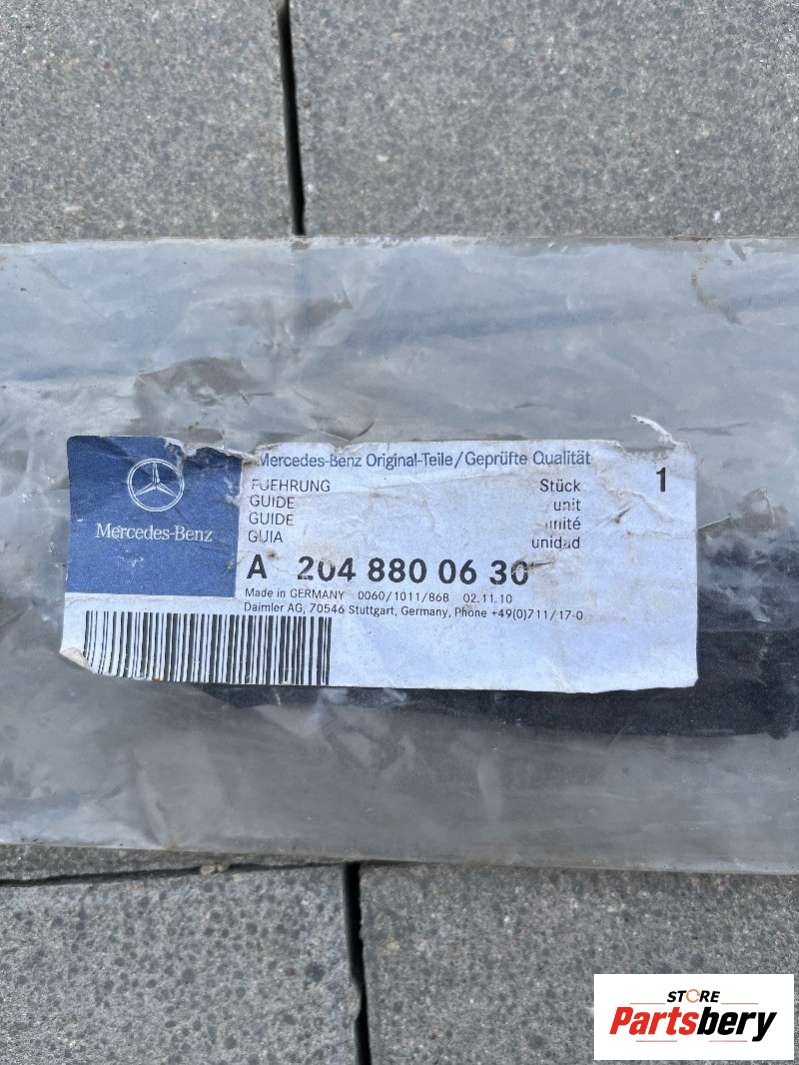 Mercedes-Benz
Mercedes-Benz Original-Teile/Geprüfte Qualität
FUEHRUNG Stück 1
GUIDE unit
GUIDE unité
GUIA unidad
A 204 880 06 30
Made in GERMANY 0060/1011/868 02.11.10
Daimler AG, 70546 Stuttgart, Germany, Phone +49(0)711/17-0
STORE
Partsbery